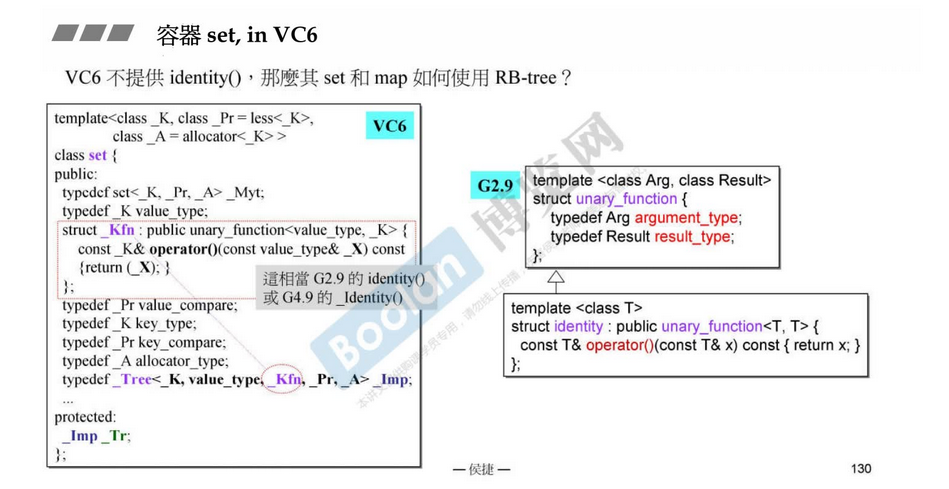 容器 set, in VC6
VC6 不提供 identity()，那麼其 set 和 map 如何使用 RB-tree？
template<class _K, class _Pr = less<_K>,
class _A = allocator<_K> >
class set {
public:
typedef set<_K, _Pr, _A> _Myt;
typedef _K value_type;
struct _Kfn : public unary_function<value_type, _K> {
const _K& operator()(const value_type& _X) const
{return (_X); }
};
typedef _Pr value_compare;
typedef _K key_type;
typedef _Pr key_compare;
typedef _A allocator_type;
typedef _Tree<_K, value_type, _Kfn, _Pr, _A> _Imp;
...
protected:
_Imp _Tr;
};
VC6
這相當 G2.9 的 identity()
或 G4.9 的 _Identity()
G2.9
template <class Arg, class Result>
struct unary_function {
typedef Arg argument_type;
typedef Result result_type;
};
template <class T>
struct identity : public unary_function<T, T> {
const T& operator()(const T& x) const { return x; }
};
Boolan 博览网
— 侯捷 —
130